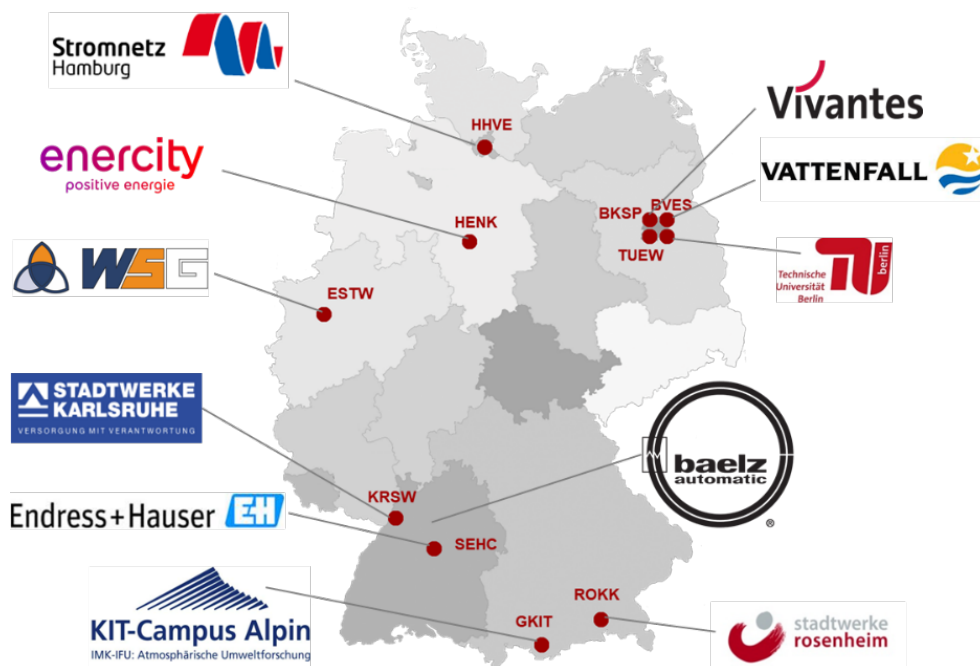 Stromnetz
Hamburg
HHVE
Vivantes
enercity
positive energie
VATTENFALL
BKSP
BVES
HENK
TUEW
WSG
Technische
Universität
Berlin
berlin
ESTW
STADTWERKE
KARLSRUHE
VERSORGUNG MIT VERANTWORTUNG
baelz
automatic
®
KRSW
Endress+Hauser
EH
SEHC
KIT-Campus Alpin
IMK-IFU: Atmosphärische Umweltforschung
GKIT
ROKK
stadtwerke
rosenheim